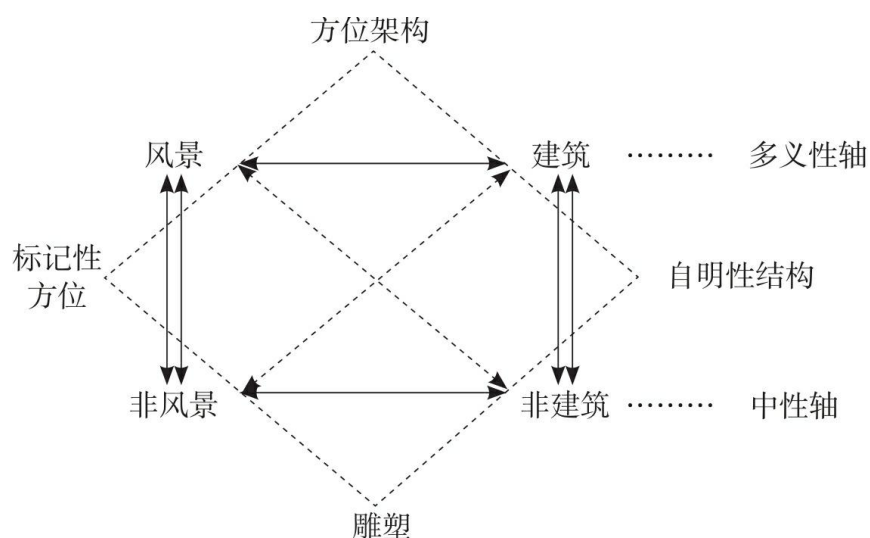 方位架构
风景
建筑 ……… 多义性轴
标记性
方位
自明性结构
非风景
非建筑 ……… 中性轴
雕塑